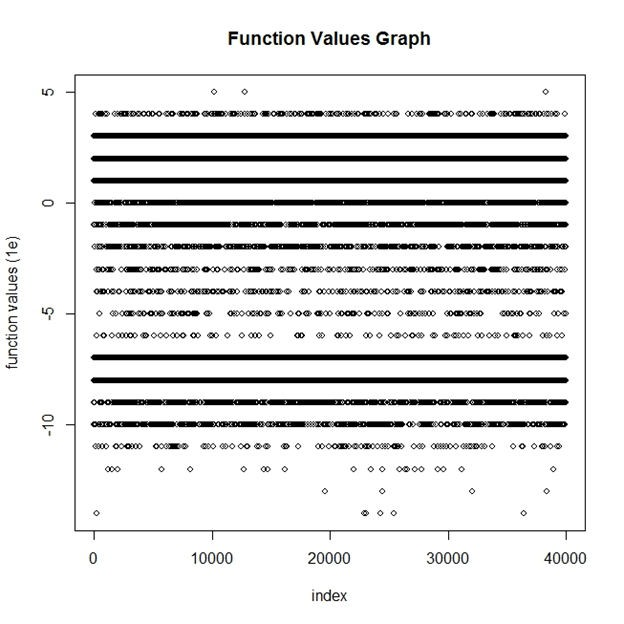 Function Values Graph
function values (1e)
5
0
-5
-10
0 10000 20000 30000 40000
index